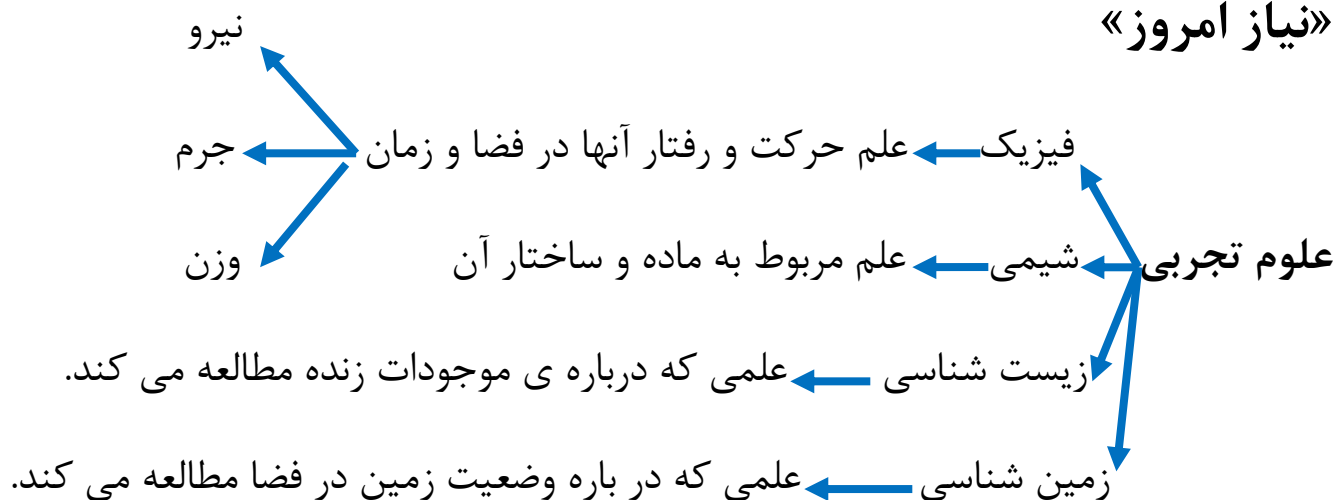 «نیاز امروز»
نیرو
فیزیک علم حرکت و رفتار آنها در فضا و زمان جرم
علوم تجربی شیمی علم مربوط به ماده و ساختار آن وزن
زیست شناسی علمی که درباره ی موجودات زنده مطالعه می کند.
زمین شناسی علمی که در باره وضعیت زمین در فضا مطالعه می کند.